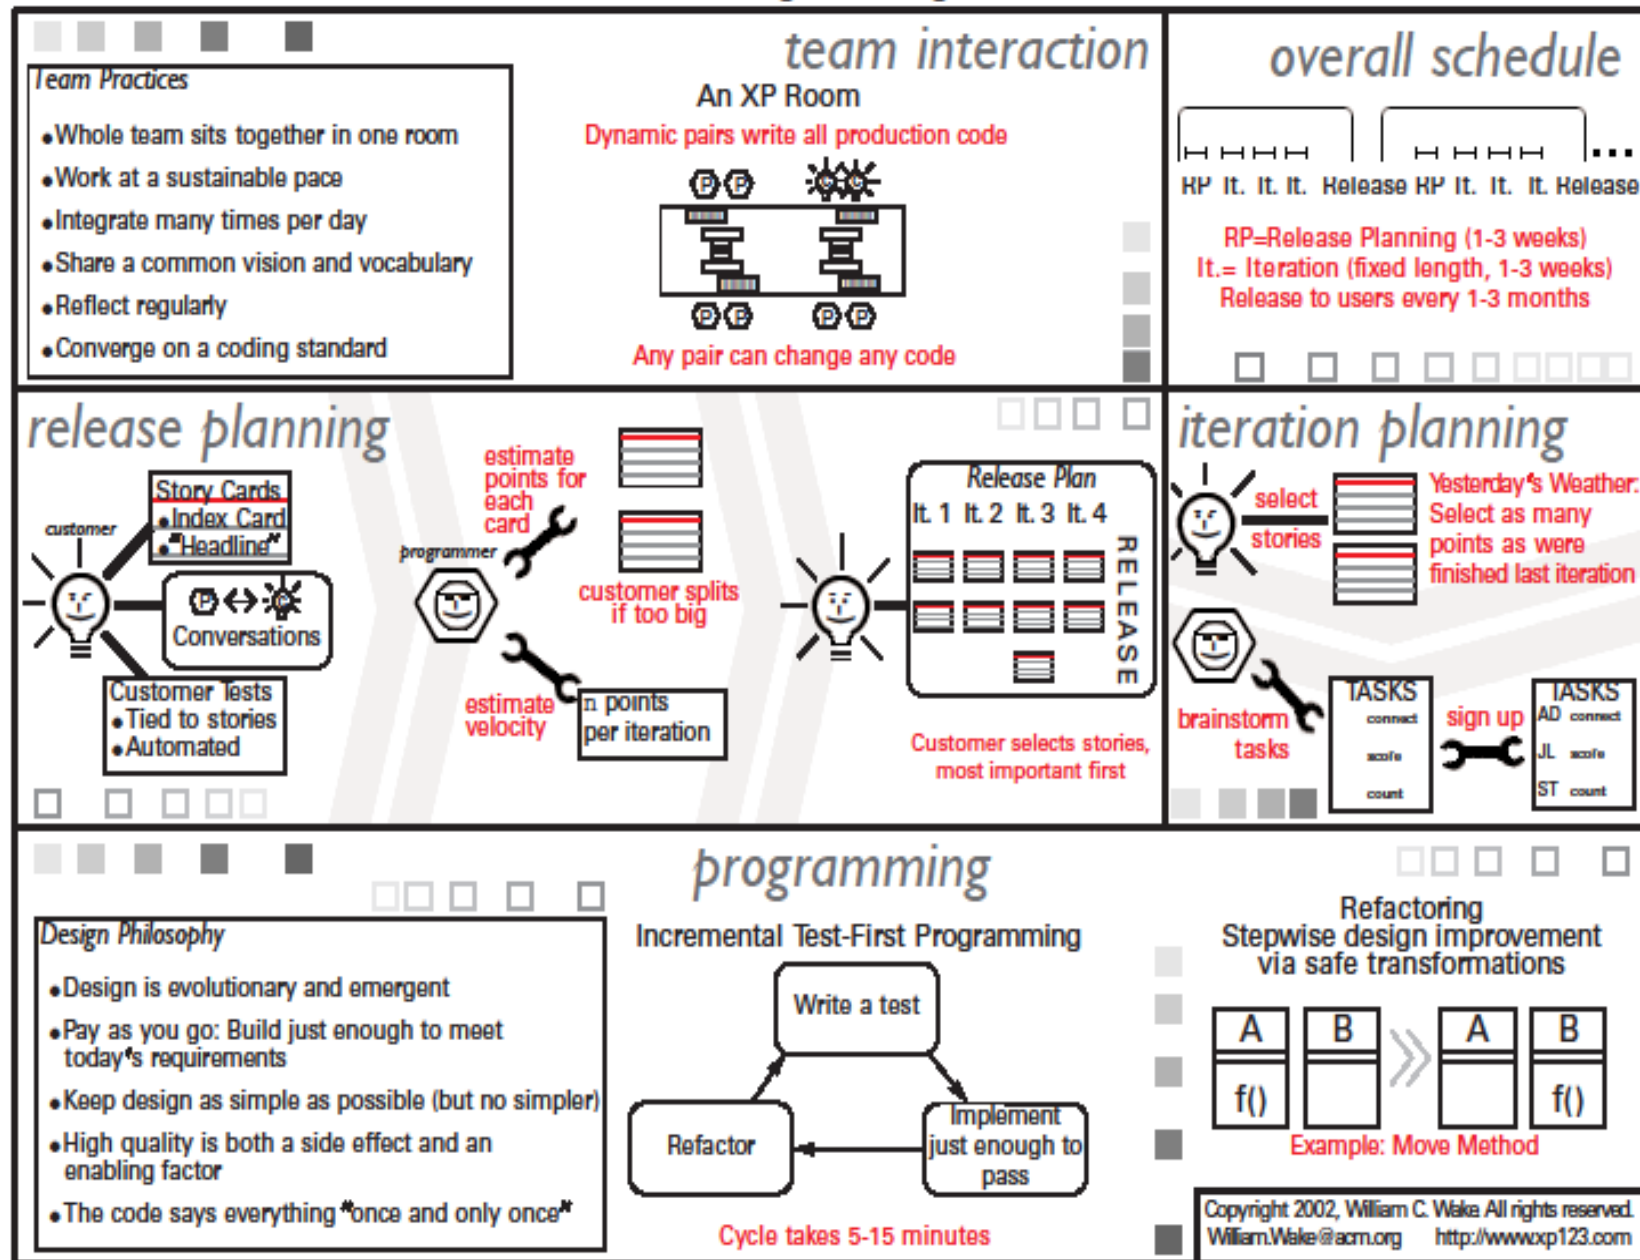 team interaction
Team Practices
•Whole team sits together in one room
•Work at a sustainable pace
•Integrate many times per day
•Share a common vision and vocabulary
•Reflect regularly
•Converge on a coding standard
An XP Room
Dynamic pairs write all production code
P P C C
P P P P
Any pair can change any code
overall schedule
RP It. It. It. Release RP It. It. It. Release
...
RP=Release Planning (1-3 weeks)
It.= Iteration (fixed length, 1-3 weeks)
Release to users every 1-3 months
release planning
customer
Story Cards
•Index Card
•"Headline"
P C
Conversations
Customer Tests
•Tied to stories
•Automated
programmer
estimate
points for
each
card
customer splits
if too big
estimate
velocity
n points
per iteration
Release Plan
It. 1 It. 2 It. 3 It. 4
RELEASE
Customer selects stories,
most important first
iteration planning
select
stories
Yesterday's Weather:
Select as many
points as were
finished last iteration
brainstorm
tasks
TASKS
connect
count
sign up
TASKS
AD connect
JL
ST count
programming
Design Philosophy
•Design is evolutionary and emergent
•Pay as you go: Build just enough to meet
today's requirements
•Keep design as simple as possible (but no simpler)
•High quality is both a side effect and an
enabling factor
•The code says everything "once and only once"
Incremental Test-First Programming
Write a test
Implement
just enough to
pass
Refactor
Cycle takes 5-15 minutes
Refactoring
Stepwise design improvement
via safe transformations
A B A B
f() f()
Example: Move Method
Copyright 2002, William C. Wake. All rights reserved.
William.Wake@acm.org http://www.xp123.com